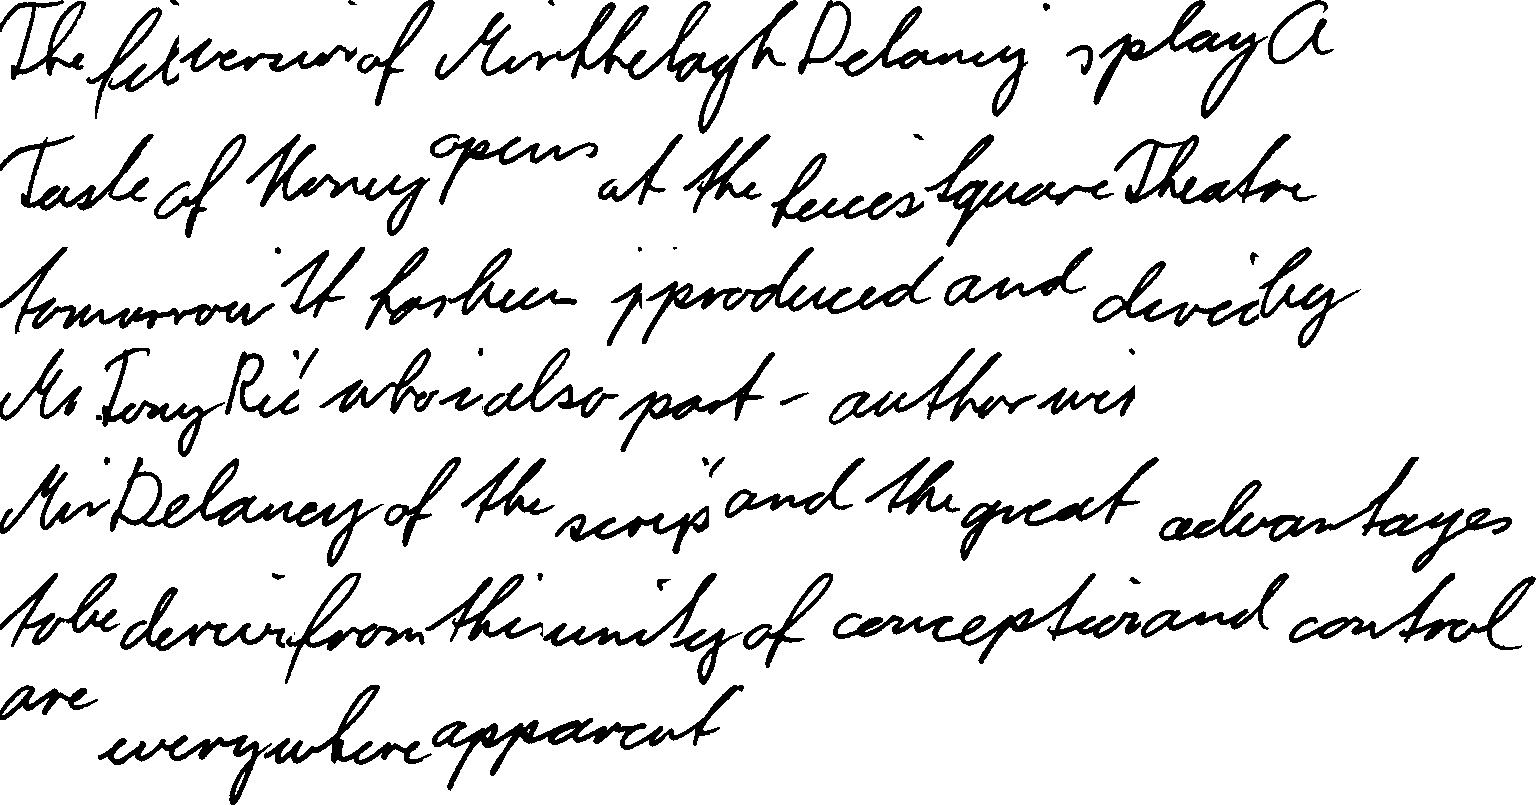 The film version of Miss Shelagh Delaney's play A
Taste of Honey opens at the Leicester Square Theatre
tomorrow It has been produced and directed by
Mr Tony who is also part - author with
Miss Delaney of the script and the great advantages
to be derived from this unity of conception and control
are everywhere apparent